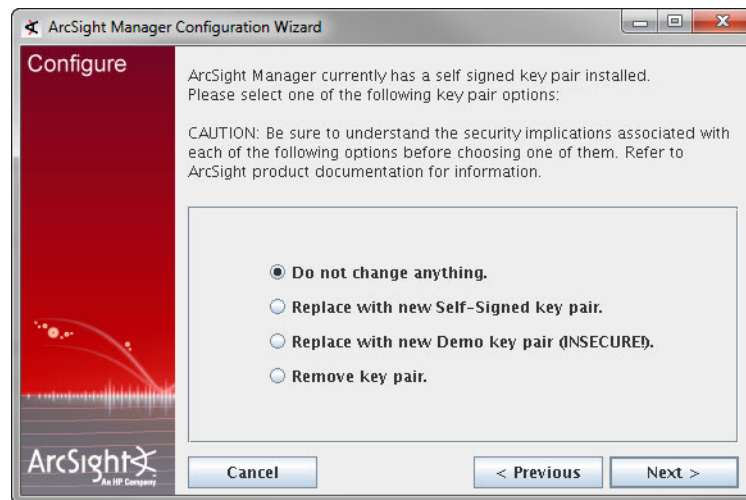 ArcSight Manager Configuration Wizard
Configure
ArcSight Manager currently has a self signed key pair installed.
Please select one of the following key pair options:
CAUTION: Be sure to understand the security implications associated with
each of the following options before choosing one of them. Refer to
ArcSight product documentation for information.
Do not change anything.
Replace with new Self-Signed key pair.
Replace with new Demo key pair (INSECURE!).
Remove key pair.
ArcSight
An HP Company
Cancel
< Previous
Next >